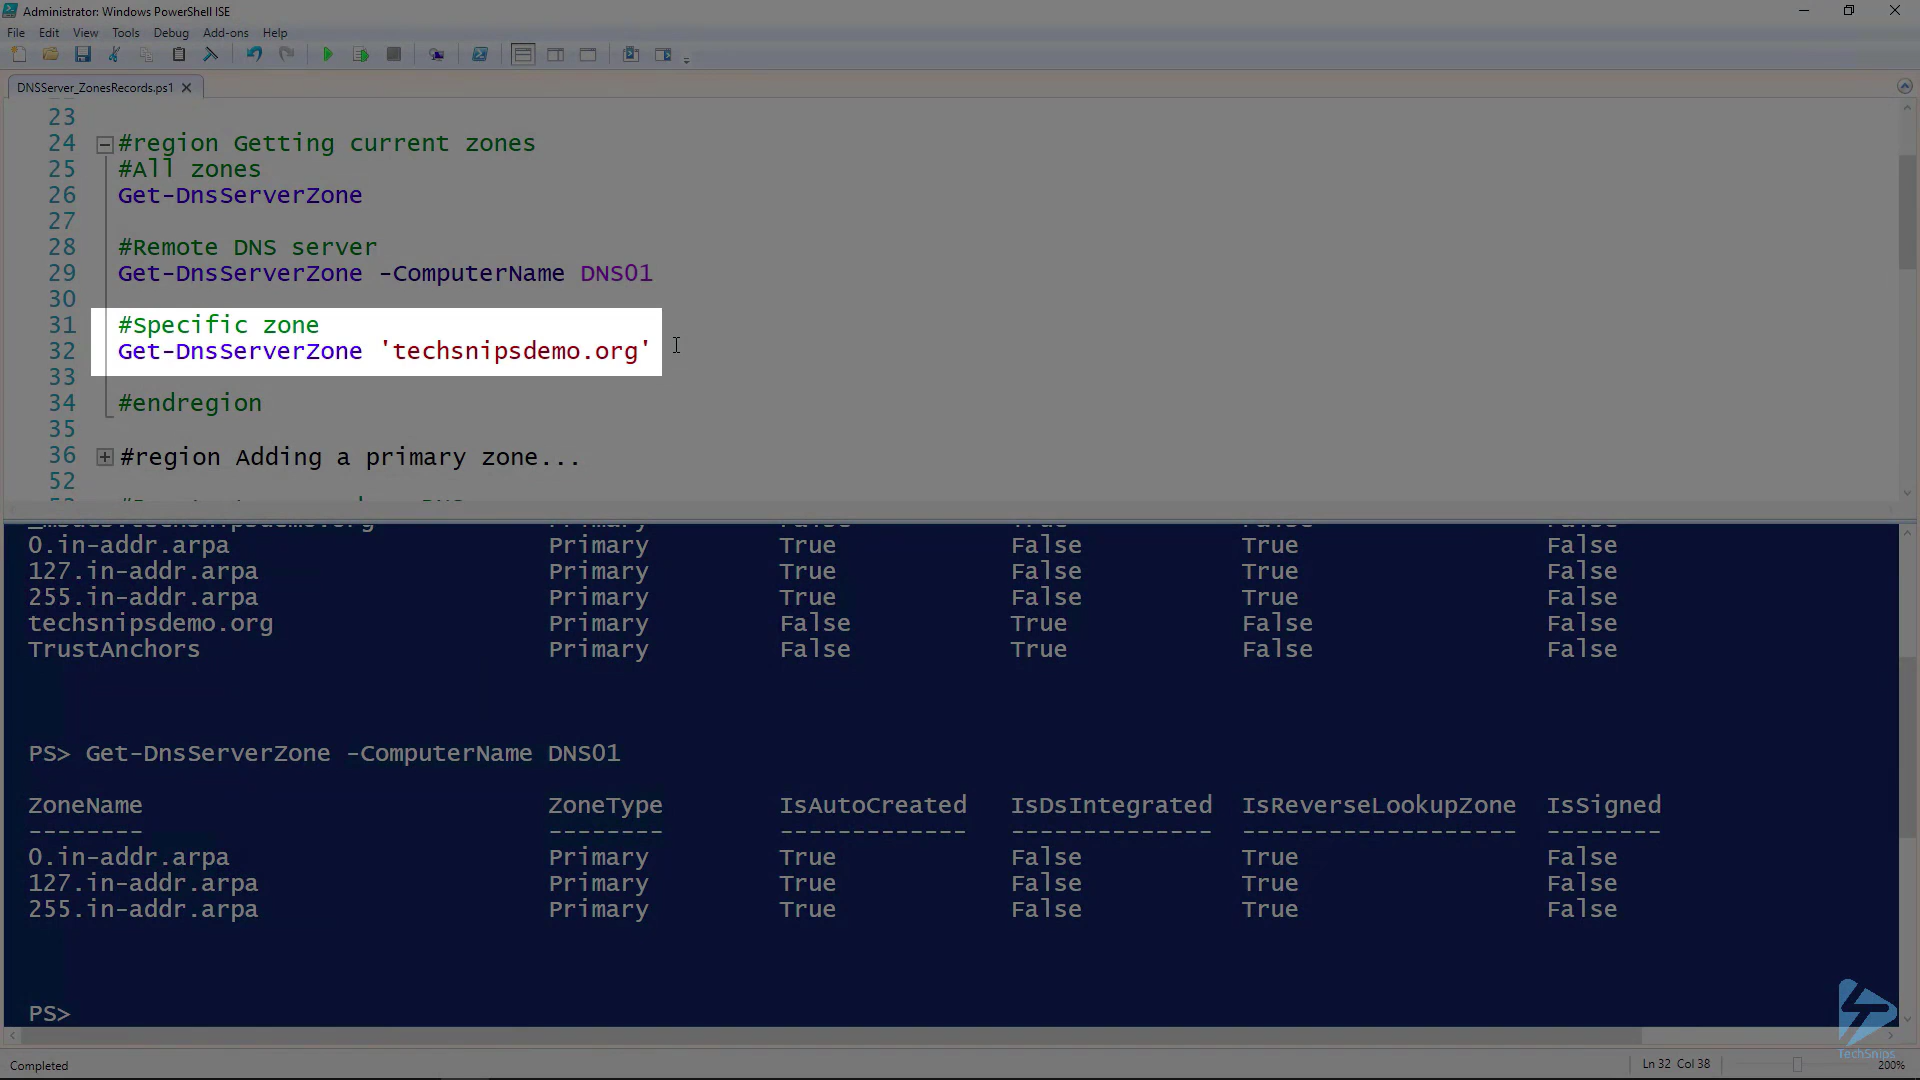 Administrator: Windows PowerShell ISE
File Edit View Tools Debug Add-ons Help
DNSServer_ZonesRecords.ps1
23
24 #region Getting current zones
25 #All zones
26 Get-DnsServerZone
27
28 #Remote DNS server
29 Get-DnsServerZone -ComputerName DNS01
30
31 #Specific zone
32 Get-DnsServerZone 'techsnipsdemo.org'
33
34 #endregion
35
36 #region Adding a primary zone...
52
0.in-addr.arpa Primary True False True False
127.in-addr.arpa Primary True False True False
255.in-addr.arpa Primary True False True False
techsnipsdemo.org Primary False True False False
TrustAnchors Primary False True False False
PS> Get-DnsServerZone -ComputerName DNS01
ZoneName ZoneType IsAutoCreated IsDsIntegrated IsReverseLookupZone IsSigned
-------- -------- ------------- -------------- ------------------- --------
0.in-addr.arpa Primary True False True False
127.in-addr.arpa Primary True False True False
255.in-addr.arpa Primary True False True False
PS>
TechSnips
Completed Ln 32 Col 38 200%